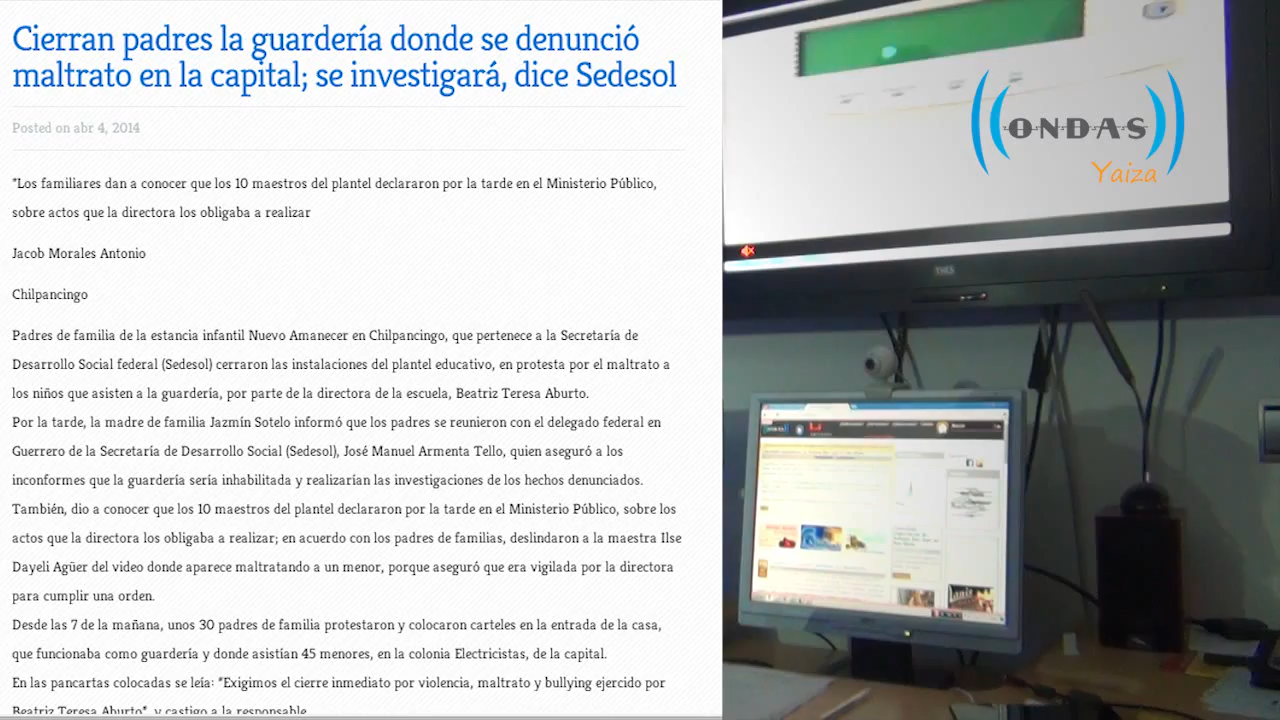 Cierran padres la guardería donde se denunció
maltrato en la capital; se investigará, dice Sedesol
Posted on abr 4, 2014
*Los familiares dan a conocer que los 10 maestros del plantel declararon por la tarde en el Ministerio Público,
sobre actos que la directora los obligaba a realizar
Jacob Morales Antonio
Chilpancingo
Padres de familia de la estancia infantil Nuevo Amanecer en Chilpancingo, que pertenece a la Secretaría de
Desarrollo Social federal (Sedesol) cerraron las instalaciones del plantel educativo, en protesta por el maltrato a
los niños que asisten a la guardería, por parte de la directora de la escuela, Beatriz Teresa Aburto.
Por la tarde, la madre de familia Jazmín Sotelo informó que los padres se reunieron con el delegado federal en
Guerrero de la Secretaría de Desarrollo Social (Sedesol), José Manuel Armenta Tello, quien aseguró a los
inconformes que la guardería sería inhabilitada y realizarían las investigaciones de los hechos denunciados.
También, dio a conocer que los 10 maestros del plantel declararon por la tarde en el Ministerio Público, sobre los
actos que la directora los obligaba a realizar; en acuerdo con los padres de familias, deslindaron a la maestra Ilse
Dayeli Agüer del video donde aparece maltratando a un menor, porque aseguró que era vigilada por la directora
para cumplir una orden.
Desde las 7 de la mañana, unos 30 padres de familia protestaron y colocaron carteles en la entrada de la casa,
que funcionaba como guardería y donde asistían 45 menores, en la colonia Electricistas, de la capital.
En las pancartas colocadas se leía: "Exigimos el cierre inmediato por violencia, maltrato y bullying ejercido por
Beatriz Teresa Aburto", y castigo a la responsable
ONDAS
Yaiza